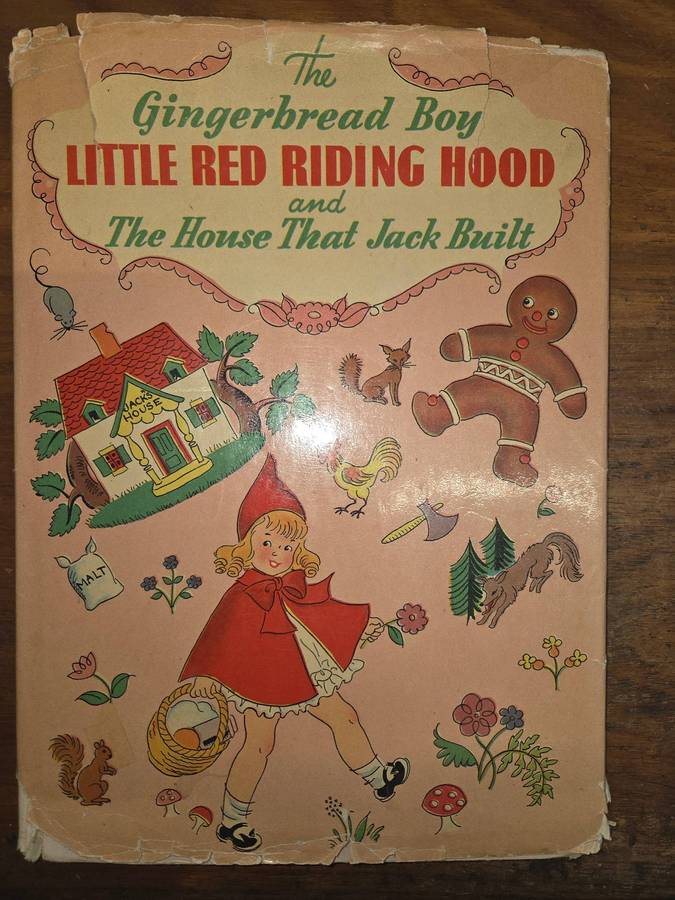 The
Gingerbread Boy
LITTLE RED RIDING HOOD
and
The House That Jack Built
JACKS
HOUSE
MALT